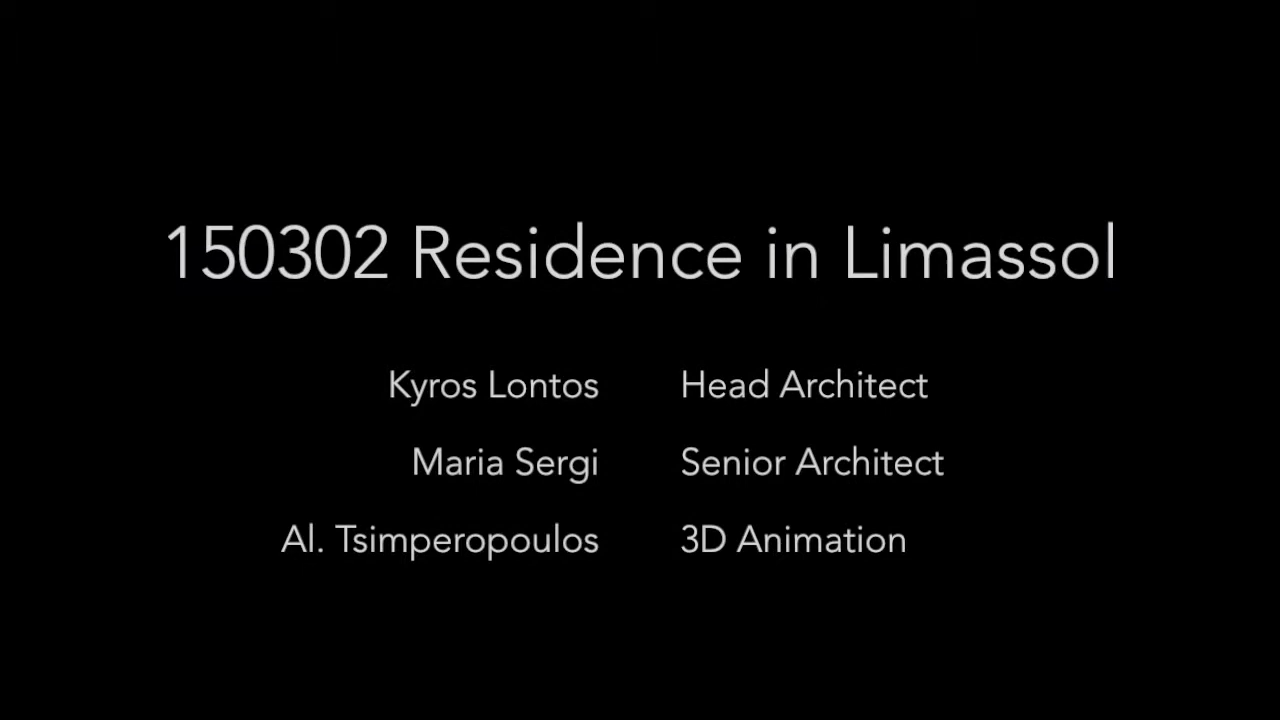 150302 Residence in Limassol
Kyros Lontos Head Architect
Maria Sergi Senior Architect
Al. Tsimperopoulos 3D Animation